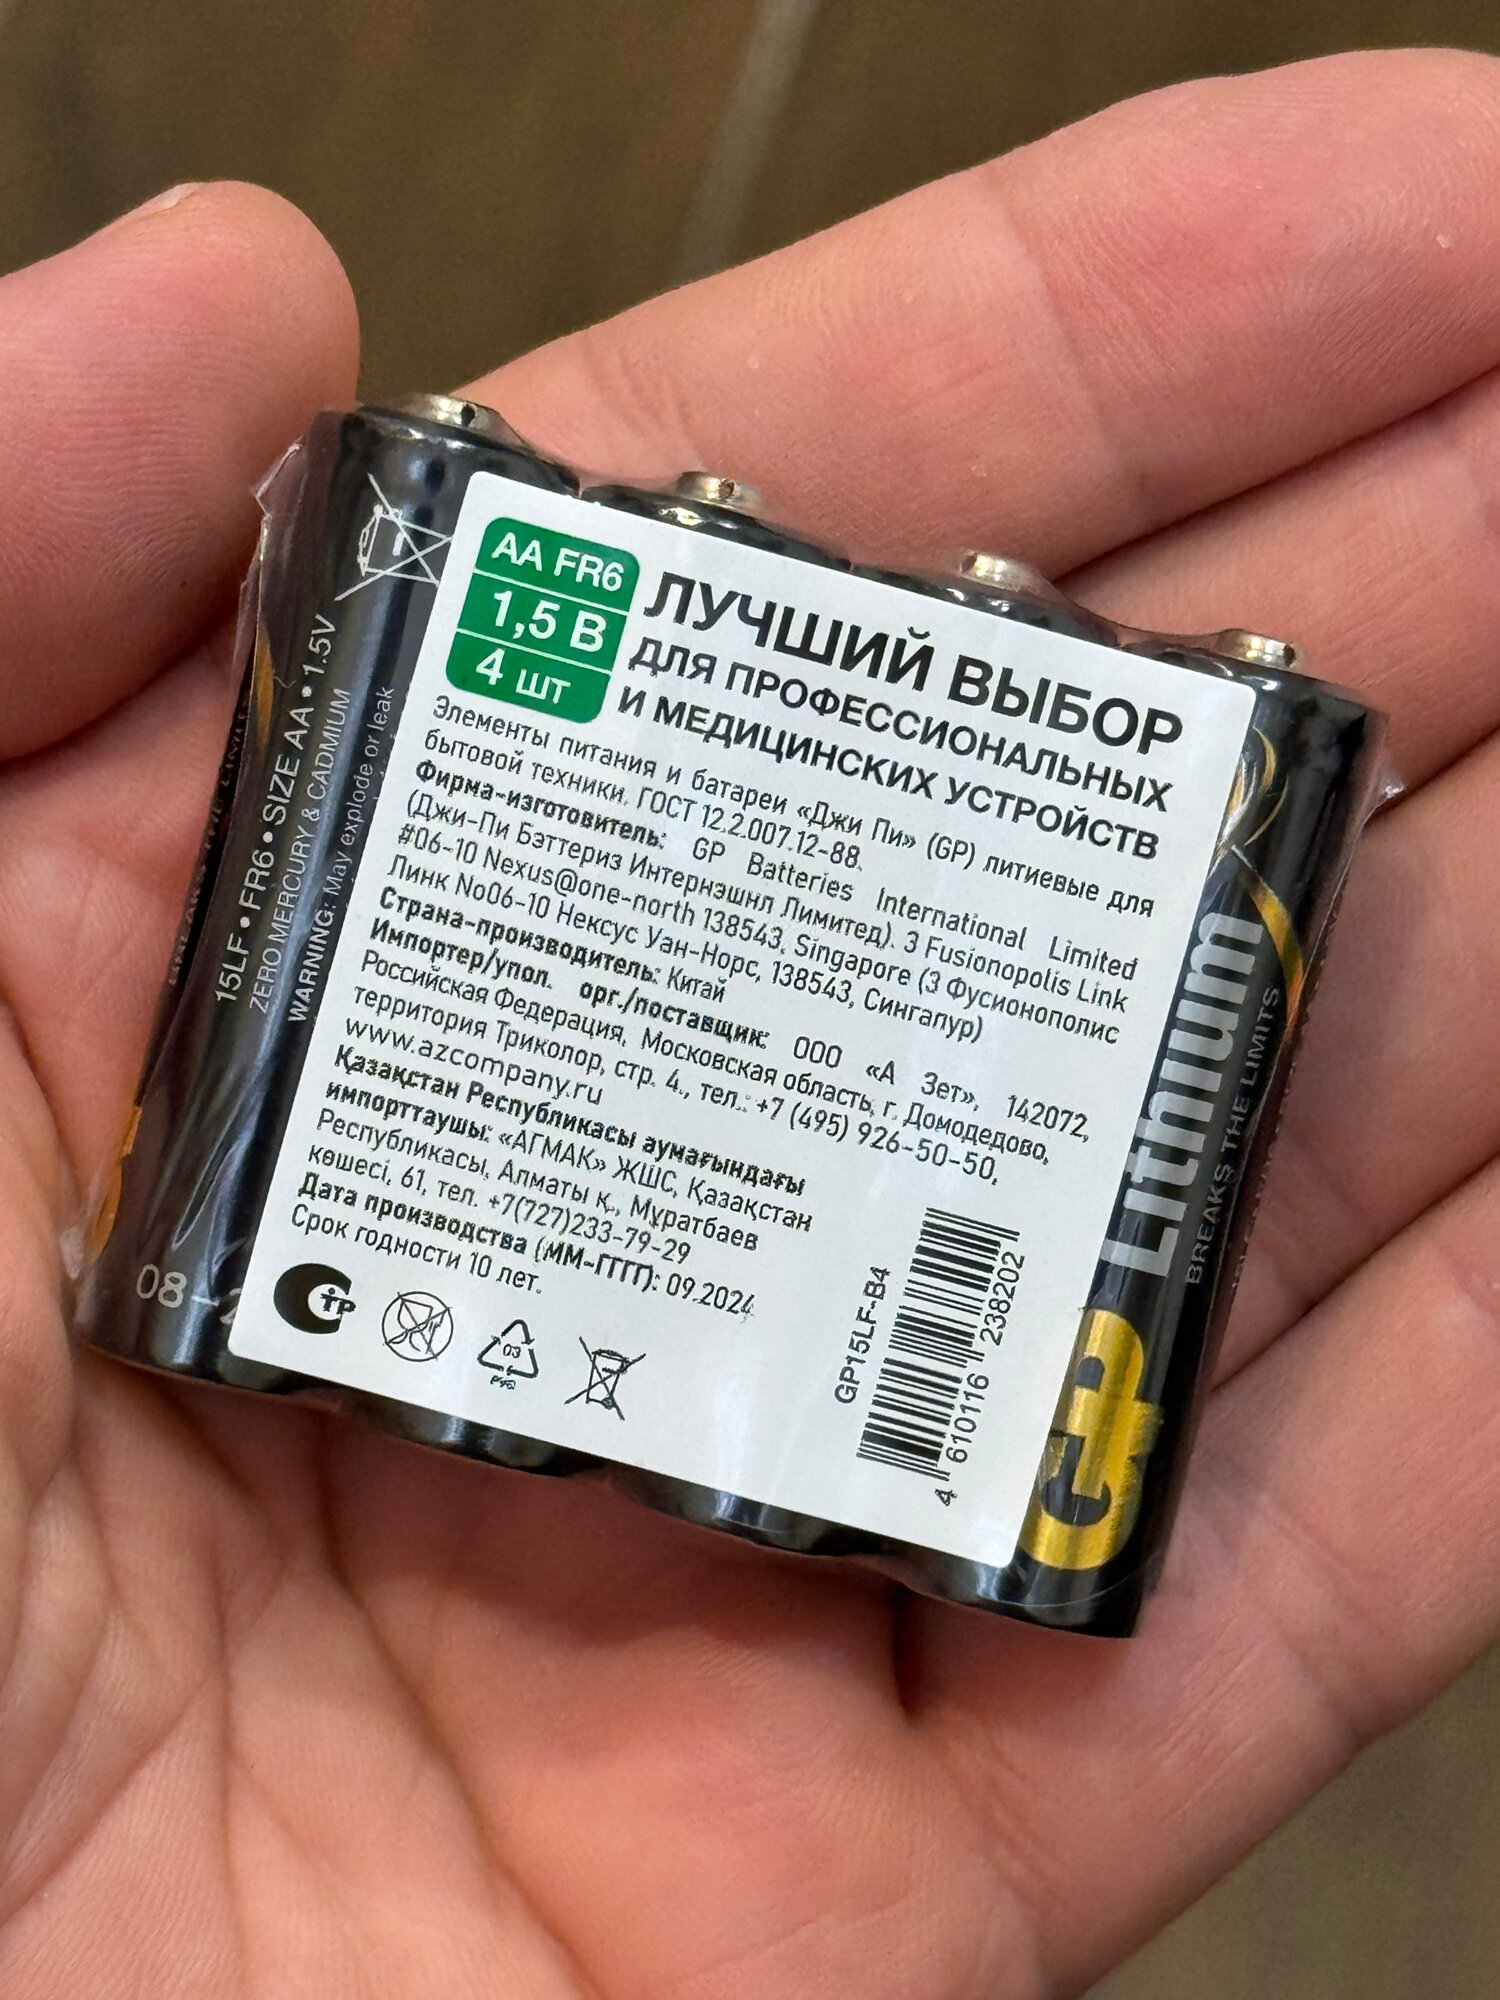 AA FR6
1,5 В
4 шт
ЛУЧШИЙ ВЫБОР
ДЛЯ ПРОФЕССИОНАЛЬНЫХ
И МЕДИЦИНСКИХ УСТРОЙСТВ
Элементы питания и батареи «Джи Пи» (GP) литиевые для
бытовой техники. ГОСТ 12.2.007.12-88.
Фирма-изготовитель: GP Batteries International Limited
(Джи-Пи Бэттериз Интернэшнл Лимитед). 3 Fusionopolis Link
#06-10 Nexus@one-north 138543, Singapore (3 Фусионополис
Линк No06-10 Нексус Уан-Норс, 138543, Сингапур)
Страна-производитель: Китай
Импортер/упол. орг./поставщик: ООО «А Зет», 142072,
Российская Федерация, Московская область, г. Домодедово,
территория Триколор, стр. 4., тел.: +7 (495) 926-50-50,
www.azcompany.ru
Қазақстан Республикасы аумағындағы
импорттаушы: «АГМАК» ЖШС, Қазақстан
Республикасы, Алматы қ., Мұратбаев
көшесі, 61, тел. +7(727)233-79-29
Дата производства (ММ-ГГГГ): 09.2024
Срок годности 10 лет.
GP15LF-B4
4 610116 238202
15LF • FR6 • SIZE AA • 1.5V
ZERO MERCURY & CADMIUM
WARNING: May explode or leak
08-2
GP Lithium
BREAKS THE LIMITS